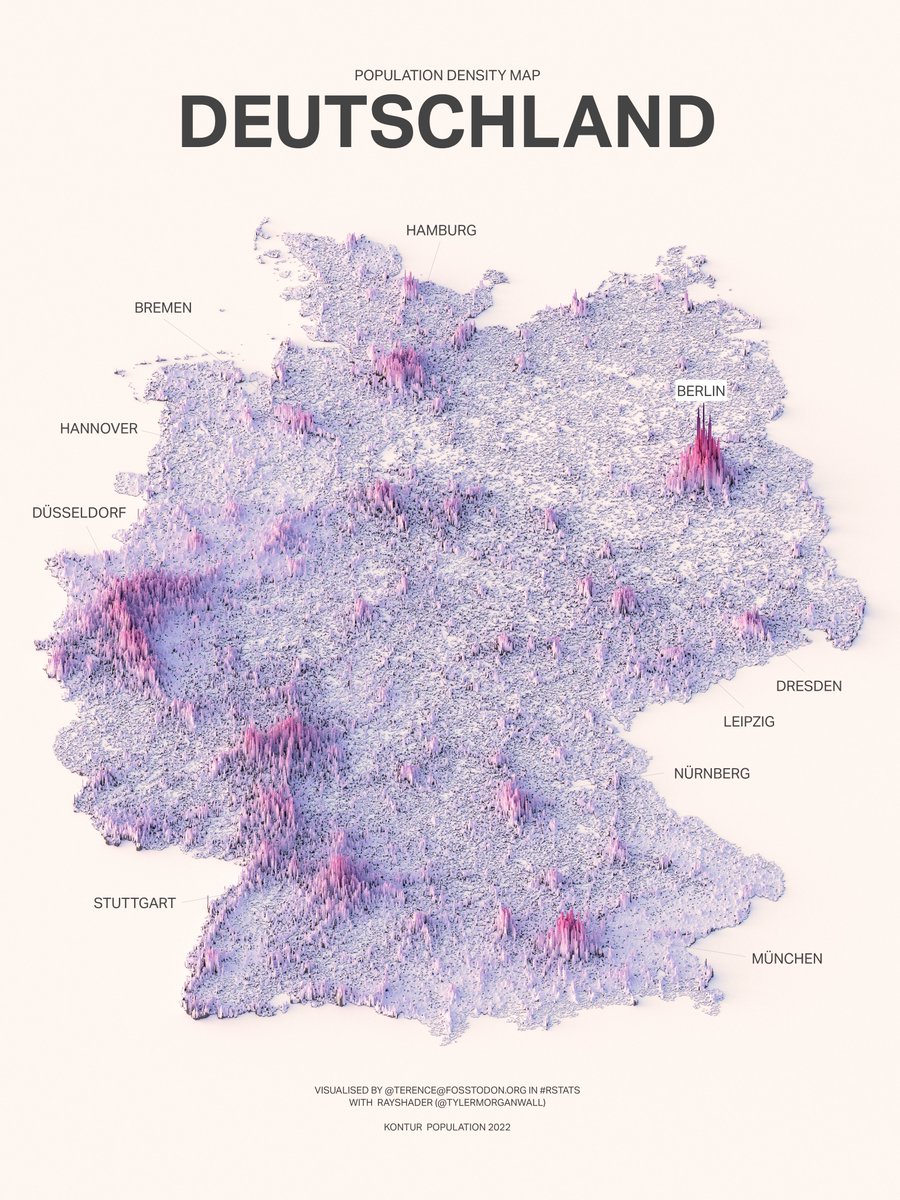 POPULATION DENSITY MAP
DEUTSCHLAND
HAMBURG
BREMEN
BERLIN
HANNOVER
DÜSSELDORF
DRESDEN
LEIPZIG
NÜRNBERG
STUTTGART
MÜNCHEN
VISUALISED BY @TERENCE@FOSSTODON.ORG IN #RSTATS
WITH RAYSHADER (@TYLERMORGANWALL)
KONTUR POPULATION 2022